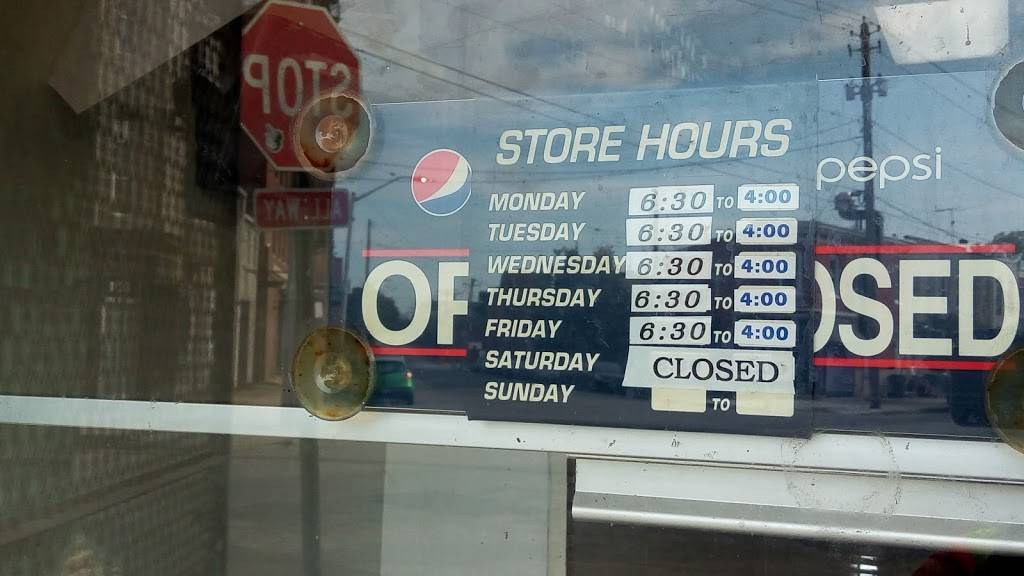 STOP
ALL WAY
STORE HOURS
pepsi
MONDAY 6:30 TO 4:00
TUESDAY 6:30 TO 4:00
WEDNESDAY 6:30 TO 4:00
THURSDAY 6:30 TO 4:00
FRIDAY 6:30 TO 4:00
SATURDAY CLOSED
SUNDAY TO
OP OSED